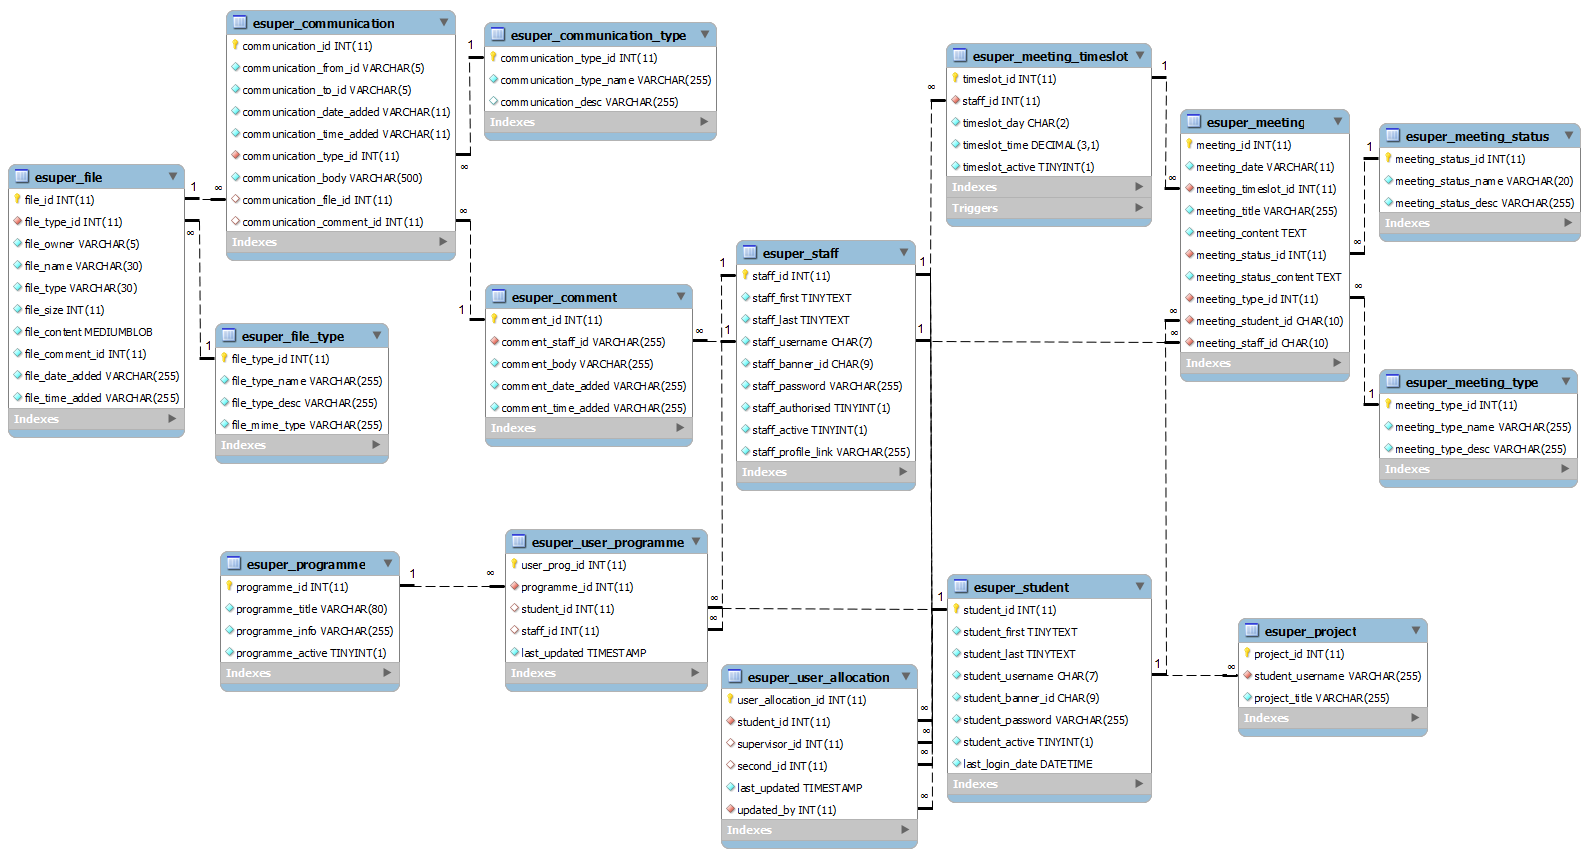 esuper_communication
communication_id INT(11)
communication_from_id VARCHAR(5)
communication_to_id VARCHAR(5)
communication_date_added VARCHAR(11)
communication_time_added VARCHAR(11)
communication_type_id INT(11)
communication_body VARCHAR(500)
communication_file_id INT(11)
communication_comment_id INT(11)
Indexes
1
∞
esuper_communication_type
communication_type_id INT(11)
communication_type_name VARCHAR(255)
communication_desc VARCHAR(255)
Indexes
esuper_file
file_id INT(11)
file_type_id INT(11)
file_owner VARCHAR(5)
file_name VARCHAR(30)
file_type VARCHAR(30)
file_size INT(11)
file_content MEDIUMBLOB
file_comment_id INT(11)
file_date_added VARCHAR(255)
file_time_added VARCHAR(255)
Indexes
1
∞
∞
1
esuper_file_type
file_type_id INT(11)
file_type_name VARCHAR(255)
file_type_desc VARCHAR(255)
file_mime_type VARCHAR(255)
Indexes
∞
1
esuper_comment
comment_id INT(11)
comment_staff_id VARCHAR(255)
comment_body VARCHAR(255)
comment_date_added VARCHAR(255)
comment_time_added VARCHAR(255)
Indexes
∞
1
1
esuper_staff
staff_id INT(11)
staff_first TINYTEXT
staff_last TINYTEXT
staff_username CHAR(7)
staff_banner_id CHAR(9)
staff_password VARCHAR(255)
staff_authorised TINYINT(1)
staff_active TINYINT(1)
staff_profile_link VARCHAR(255)
Indexes
1
1
∞
esuper_meeting_timeslot
timeslot_id INT(11)
staff_id INT(11)
timeslot_day CHAR(2)
timeslot_time DECIMAL(3,1)
timeslot_active TINYINT(1)
Indexes
Triggers
1
∞
esuper_meeting
meeting_id INT(11)
meeting_date VARCHAR(11)
meeting_timeslot_id INT(11)
meeting_title VARCHAR(255)
meeting_content TEXT
meeting_status_id INT(11)
meeting_status_content TEXT
meeting_type_id INT(11)
meeting_student_id CHAR(10)
meeting_staff_id CHAR(10)
Indexes
∞
∞
1
∞
esuper_meeting_status
meeting_status_id INT(11)
meeting_status_name VARCHAR(20)
meeting_status_desc VARCHAR(255)
Indexes
∞
1
esuper_meeting_type
meeting_type_id INT(11)
meeting_type_name VARCHAR(255)
meeting_type_desc VARCHAR(255)
Indexes
esuper_programme
programme_id INT(11)
programme_title VARCHAR(80)
programme_info VARCHAR(255)
programme_active TINYINT(1)
Indexes
1
∞
esuper_user_programme
user_prog_id INT(11)
programme_id INT(11)
student_id INT(11)
staff_id INT(11)
last_updated TIMESTAMP
Indexes
∞
∞
esuper_user_allocation
user_allocation_id INT(11)
student_id INT(11)
supervisor_id INT(11)
second_id INT(11)
last_updated TIMESTAMP
updated_by INT(11)
Indexes
∞
∞
∞
∞
1
esuper_student
student_id INT(11)
student_first TINYTEXT
student_last TINYTEXT
student_username CHAR(7)
student_banner_id CHAR(9)
student_password VARCHAR(255)
student_active TINYINT(1)
last_login_date DATETIME
Indexes
1
∞
esuper_project
project_id INT(11)
student_username VARCHAR(255)
project_title VARCHAR(255)
Indexes